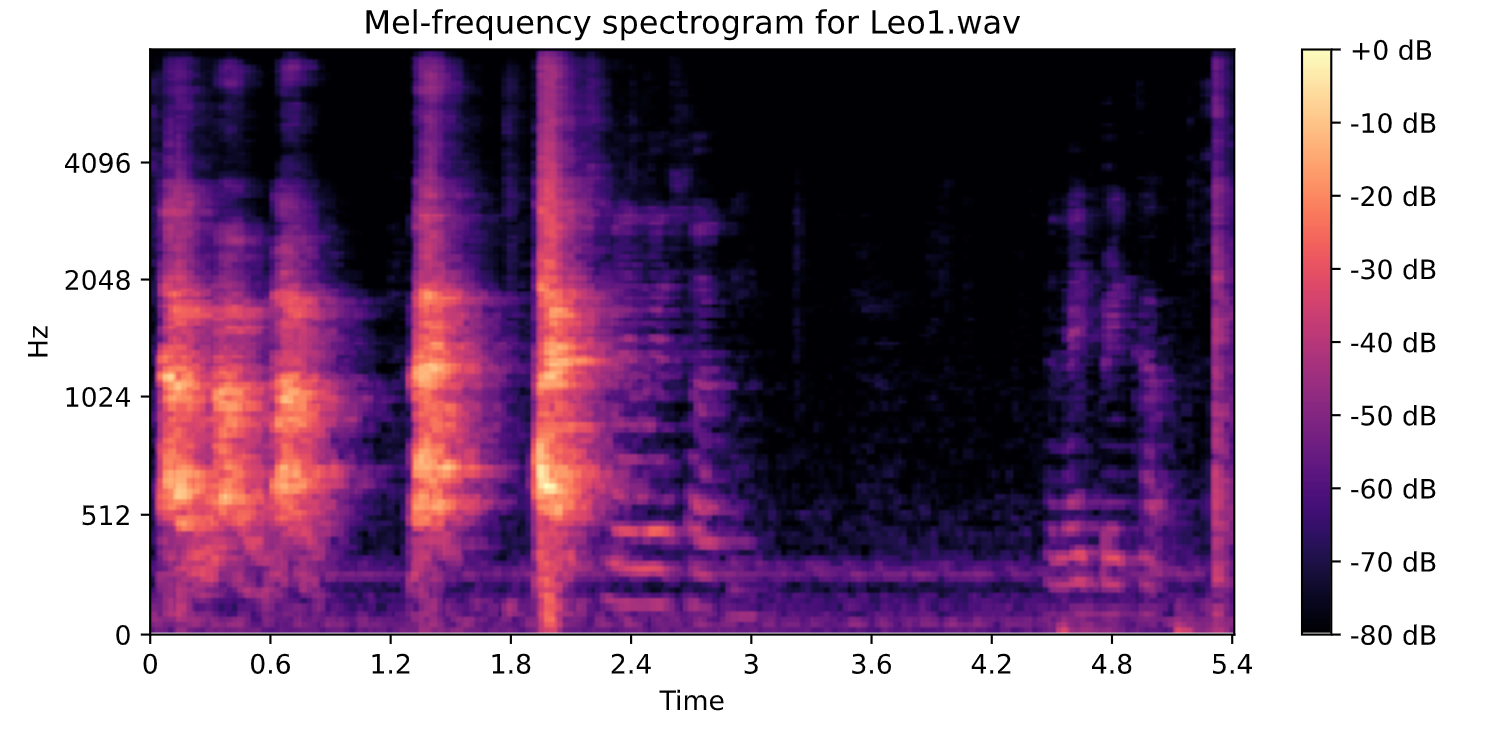 Mel-frequency spectrogram for Leo1.wav
+0 dB
-10 dB
4096
-20 dB
2048
-30 dB
Hz
-40 dB
1024
-50 dB
512
-60 dB
-70 dB
0
-80 dB
0 0.6 1.2 1.8 2.4 3 3.6 4.2 4.8 5.4
Time